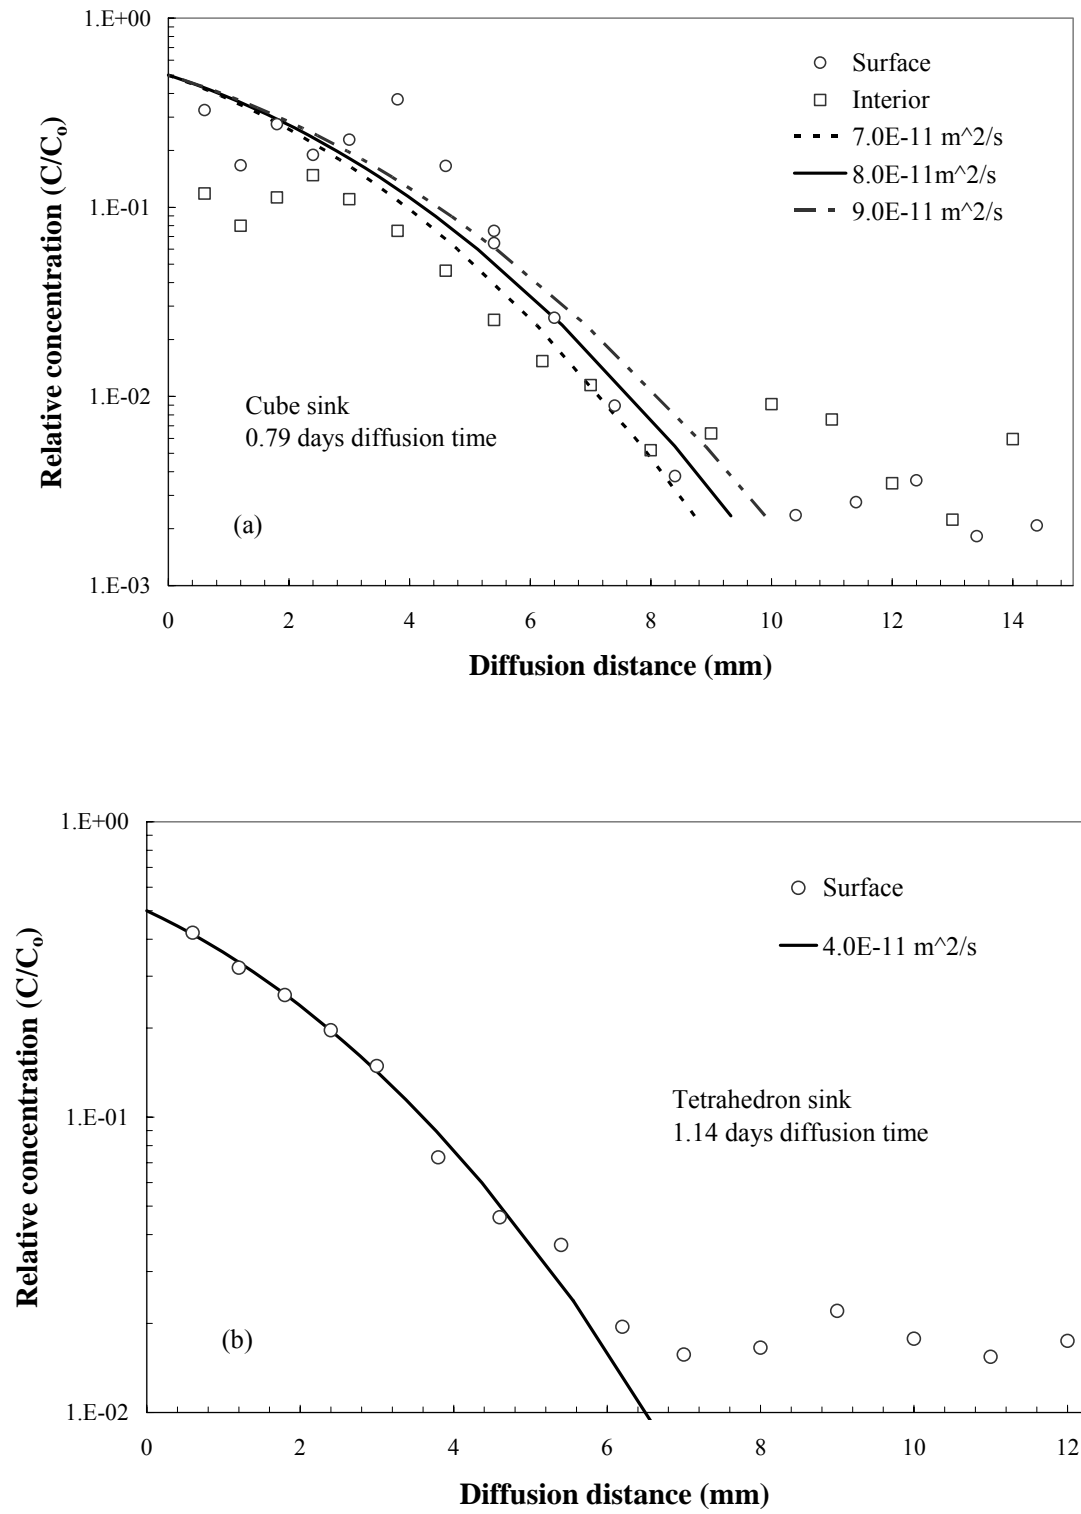 1.E+00
1.E-01
1.E-02
1.E-03
Relative concentration (C/Co)
Surface
Interior
7.0E-11 m^2/s
8.0E-11m^2/s
9.0E-11 m^2/s
Cube sink
0.79 days diffusion time
(a)
0 2 4 6 8 10 12 14
Diffusion distance (mm)
1.E+00
1.E-01
1.E-02
Relative concentration (C/Co)
Surface
4.0E-11 m^2/s
Tetrahedron sink
1.14 days diffusion time
(b)
0 2 4 6 8 10 12
Diffusion distance (mm)